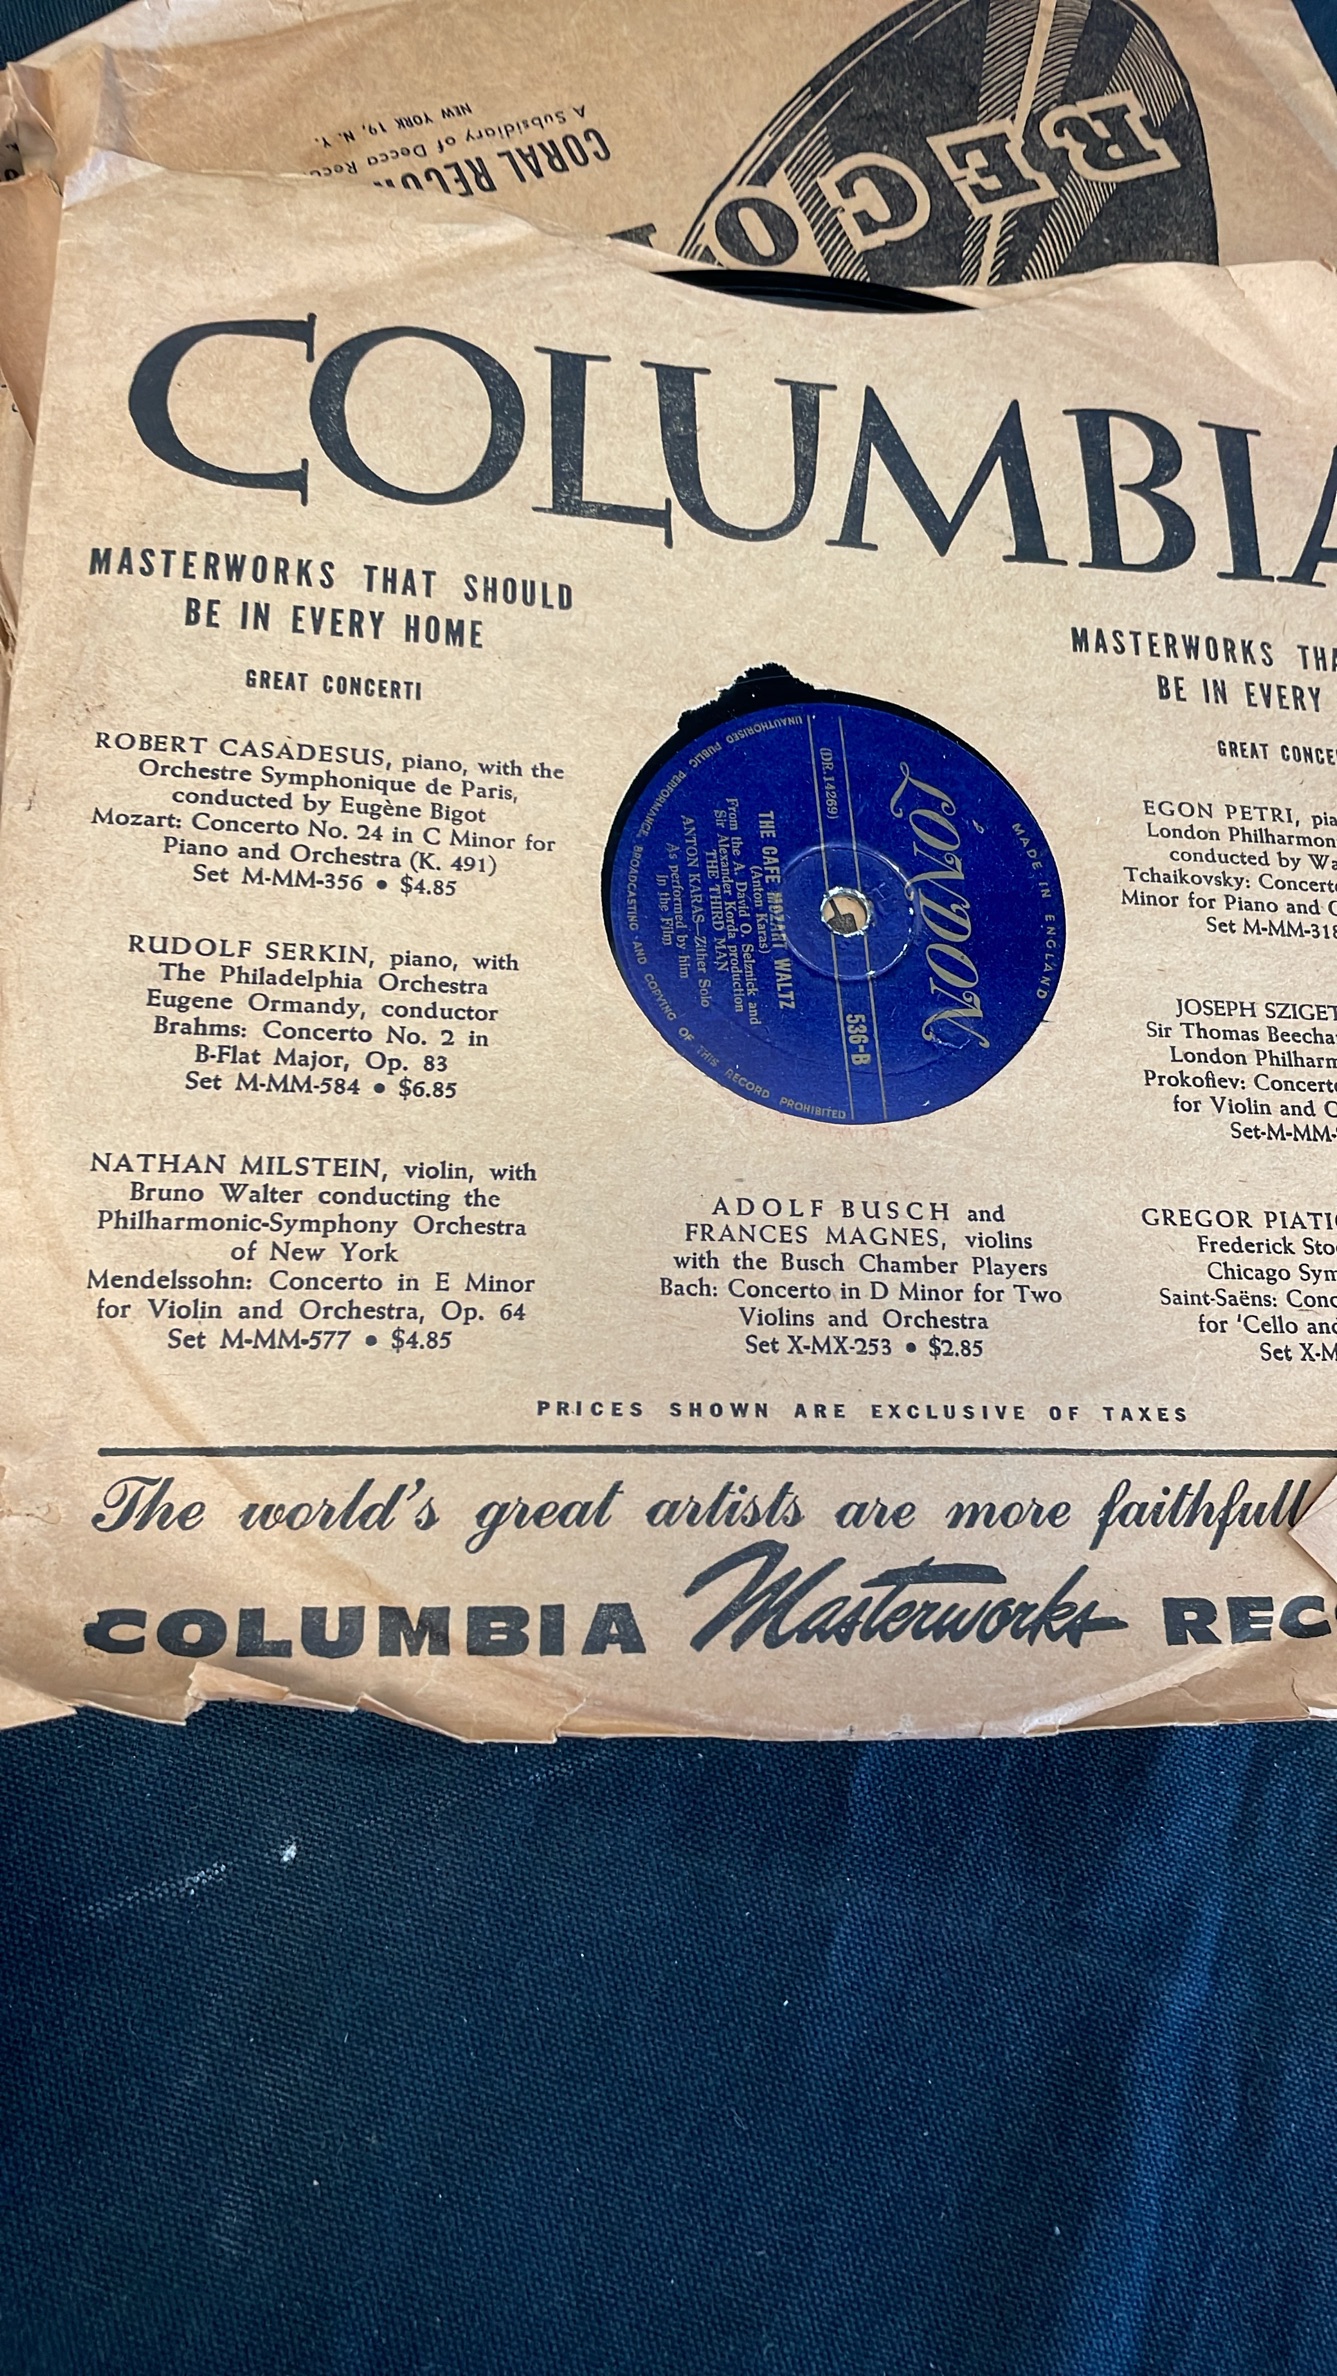 REC
CORAL
A Subsidiary of Decca
NEW YORK 19, N. Y.
COLUMBIA
MASTERWORKS THAT SHOULD
BE IN EVERY HOME
GREAT CONCERTI
ROBERT CASADESUS, piano, with the
Orchestre Symphonique de Paris,
conducted by Eugène Bigot
Mozart: Concerto No. 24 in C Minor for
Piano and Orchestra (K. 491)
Set M-MM-356 • $4.85
RUDOLF SERKIN, piano, with
The Philadelphia Orchestra
Eugene Ormandy, conductor
Brahms: Concerto No. 2 in
B-Flat Major, Op. 83
Set M-MM-584 • $6.85
NATHAN MILSTEIN, violin, with
Bruno Walter conducting the
Philharmonic-Symphony Orchestra
of New York
Mendelssohn: Concerto in E Minor
for Violin and Orchestra, Op. 64
Set M-MM-577 • $4.85
MADE IN ENGLAND
LONDON
(DR.14269)
536-B
THE CAFE MOZART WALTZ
(Anton Karas)
From the A. David O. Selznick and
Sir Alexander Korda production
THE THIRD MAN
ANTON KARAS—Zither Solo
As performed by him
in the Film
UNAUTHORISED PUBLIC PERFORMANCE, BROADCASTING AND COPYING OF THIS RECORD PROHIBITED
ADOLF BUSCH and
FRANCES MAGNES, violins
with the Busch Chamber Players
Bach: Concerto in D Minor for Two
Violins and Orchestra
Set X-MX-253 • $2.85
MASTERWORKS THA
BE IN EVERY
GREAT CONCE
EGON PETRI, pia
London Philharmon
conducted by Wa
Tchaikovsky: Concert
Minor for Piano and O
Set M-MM-318
JOSEPH SZIGET
Sir Thomas Beecha
London Philharm
Prokofiev: Concert
for Violin and O
Set-M-MM-
GREGOR PIATI
Frederick Sto
Chicago Sym
Saint-Saëns: Conc
for 'Cello and
Set X-M
PRICES SHOWN ARE EXCLUSIVE OF TAXES
The world's great artists are more faithfull
COLUMBIA Masterworks REC